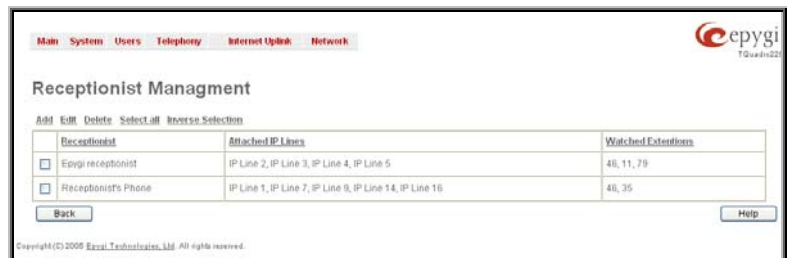 Main System Users Telephony Internet Uplink Network
epygi
Receptionist Managment
Add Edit Delete Select all Inverse Selection
Receptionist Attached IP Lines Watched Extentions
Epygi receptionist IP Line 2, IP Line 3, IP Line 4, IP Line 5 46, 11, 79
Receptionist's Phone IP Line 1, IP Line 7, IP Line 9, IP Line 14, IP Line 16 46, 35
Back Help
Copyright (C) 2006 Epygi Technologies, Ltd. All rights reserved.